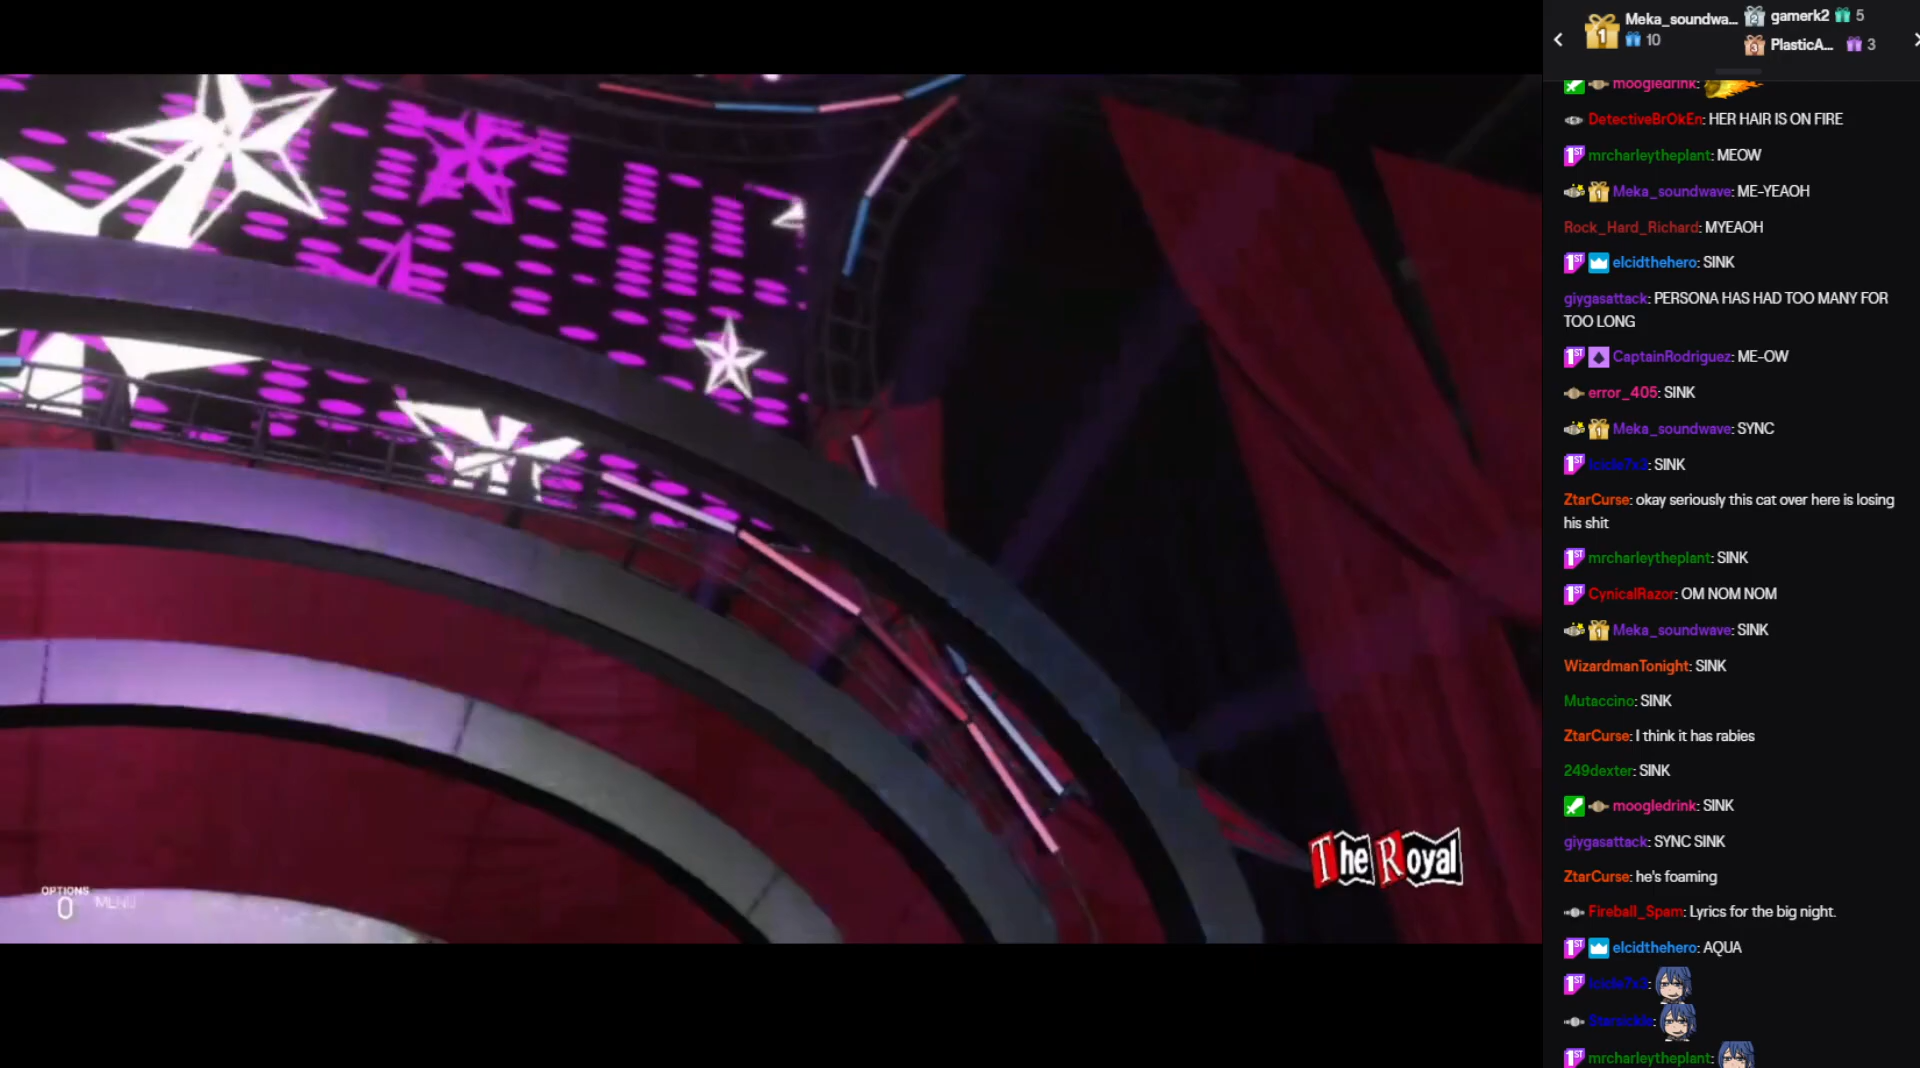 Meka_soundwa...
10
gamerk2 5
PlasticA... 3
moogledrink:
DetectiveBrOkEn: HER HAIR IS ON FIRE
mrcharleytheplant: MEOW
Meka_soundwave: ME-YEAOH
Rock_Hard_Richard: MYEAOH
elcidthehero: SINK
giygasattack: PERSONA HAS HAD TOO MANY FOR
TOO LONG
CaptainRodriguez: ME-OW
error_405: SINK
Meka_soundwave: SYNC
Icicle7x3: SINK
ZtarCurse: okay seriously this cat over here is losing
his shit
mrcharleytheplant: SINK
CynicalRazor: OM NOM NOM
Meka_soundwave: SINK
WizardmanTonight: SINK
Mutaccino: SINK
ZtarCurse: I think it has rabies
249dexter: SINK
moogledrink: SINK
giygasattack: SYNC SINK
ZtarCurse: he's foaming
Fireball_Spam: Lyrics for the big night.
elcidthehero: AQUA
Icicle7x3:
Starsickle:
mrcharleytheplant:
The Royal
OPTIONS
MENU